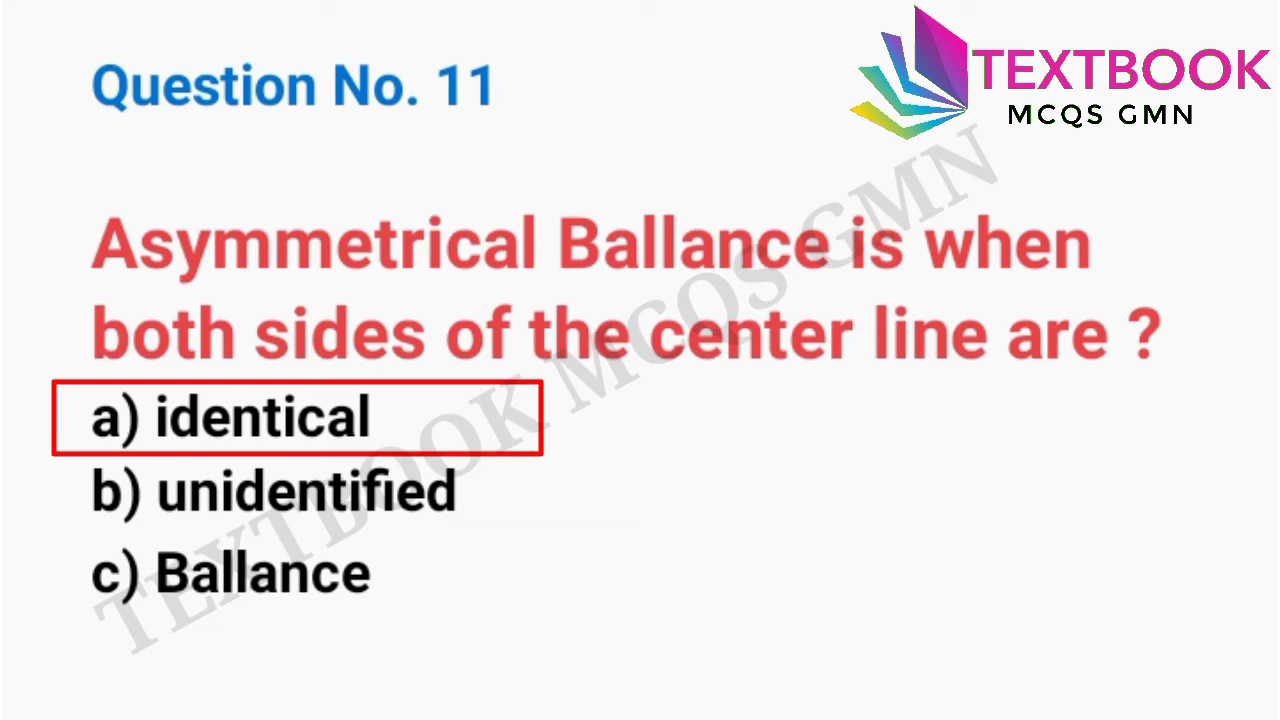 Question No. 11
TEXTBOOK
MCQS GMN
Asymmetrical Ballance is when
both sides of the center line are ?
a) identical
b) unidentified
c) Ballance
TEXTBOOK MCQS GMN